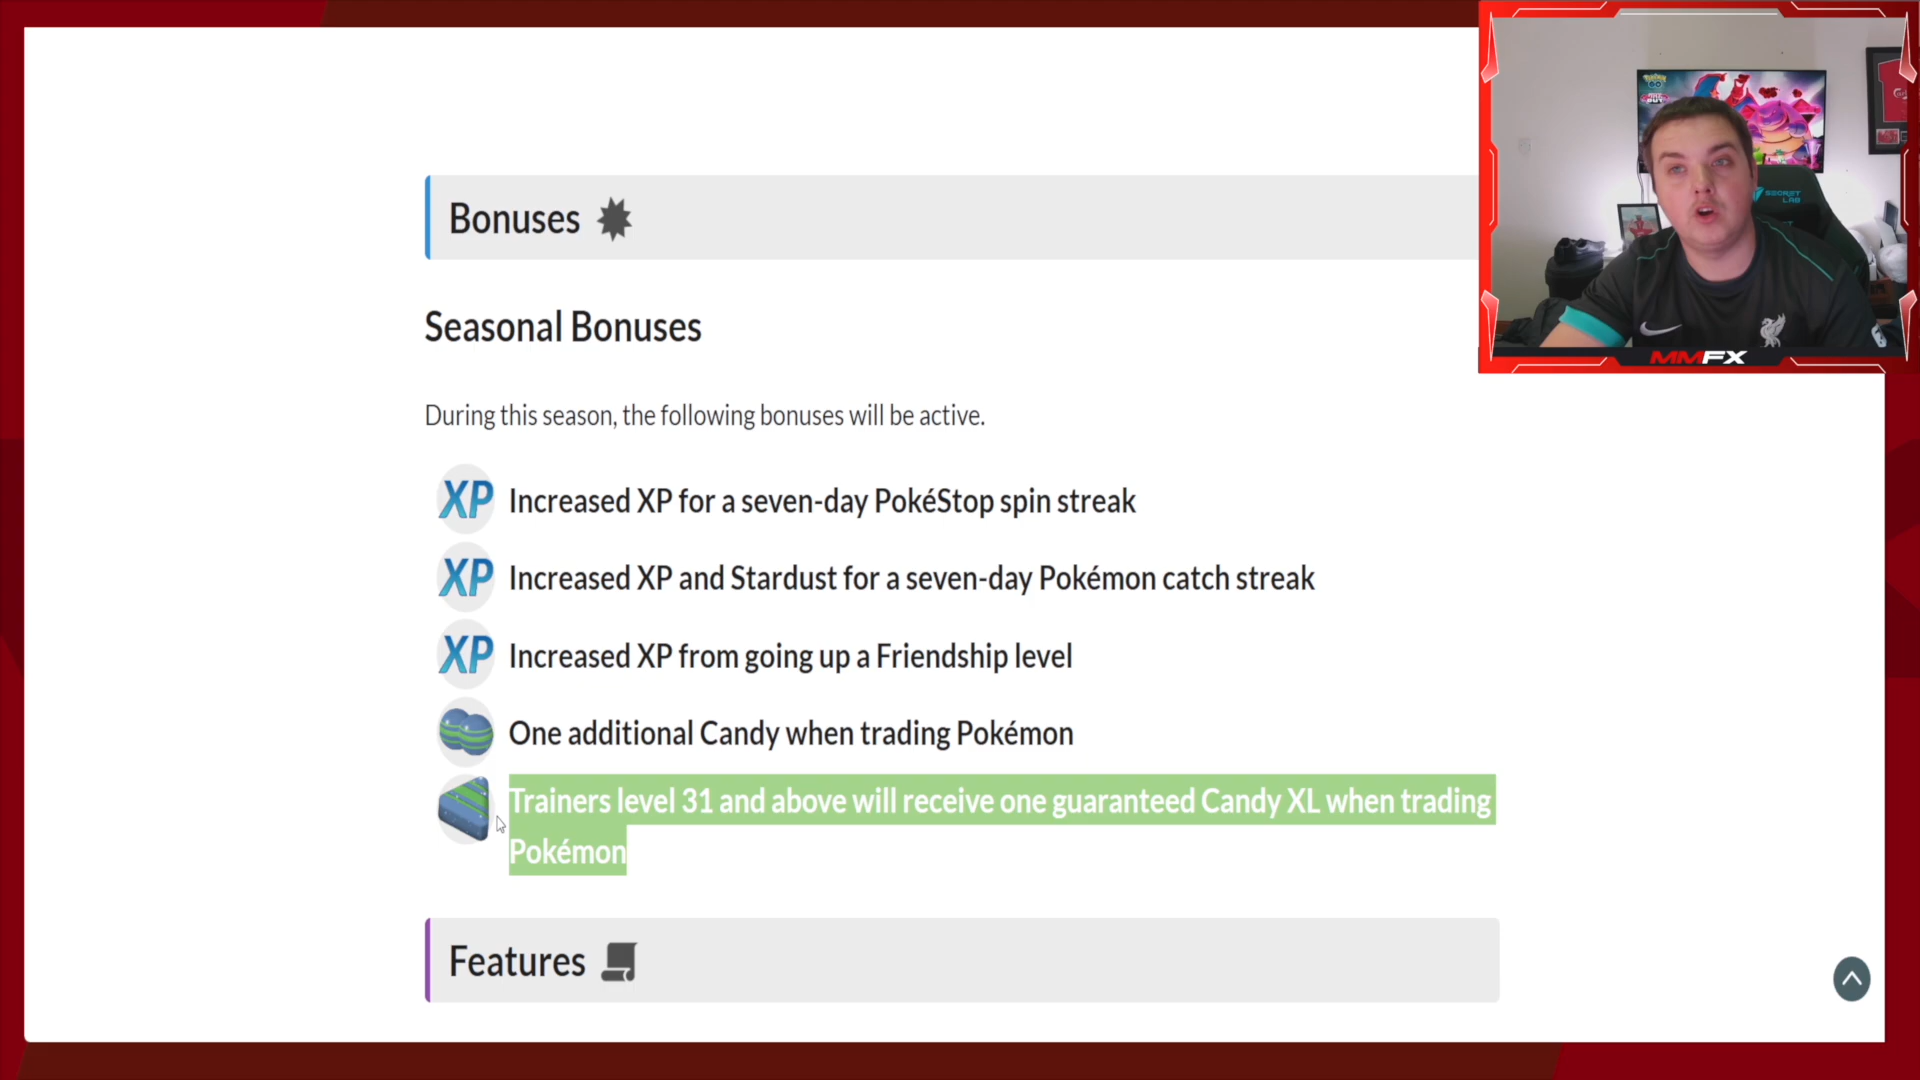 Bonuses
Seasonal Bonuses
During this season, the following bonuses will be active.
XP Increased XP for a seven-day PokéStop spin streak
XP Increased XP and Stardust for a seven-day Pokémon catch streak
XP Increased XP from going up a Friendship level
One additional Candy when trading Pokémon
Trainers level 31 and above will receive one guaranteed Candy XL when trading
Pokémon
Features
SECRET
LAB
MMFX